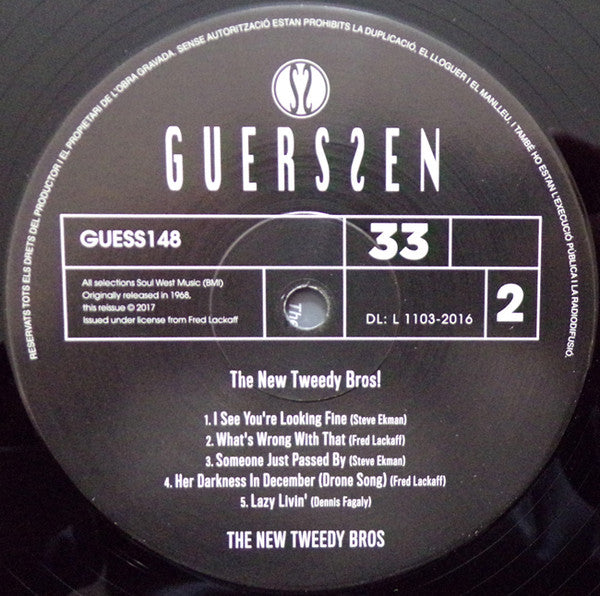 RESERVATS TOTS ELS DRETS DEL PRODUCTOR I EL PROPIETARI DE L'OBRA GRAVADA. SENSE AUTORITZACIÓ ESTAN PROHIBITS LA DUPLICACIÓ, EL LLOGUER I EL MANLLEU, I TAMBÉ HO ESTAN L'EXECUCIÓ PÚBLICA I LA RADIODIFUSIÓ.
GUERSSEN
GUESS148
33
All selections Soul West Music (BMI)
Originally released in 1968.
this reissue © 2017
Issued under license from Fred Lackaff
The
DL: L 1103-2016
2
The New Tweedy Bros!
1. I See You're Looking Fine (Steve Ekman)
2. What's Wrong With That (Fred Lackaff)
3. Someone Just Passed By (Steve Ekman)
4. Her Darkness In December (Drone Song) (Fred Lackaff)
5. Lazy Livin' (Dennis Fagaly)
THE NEW TWEEDY BROS